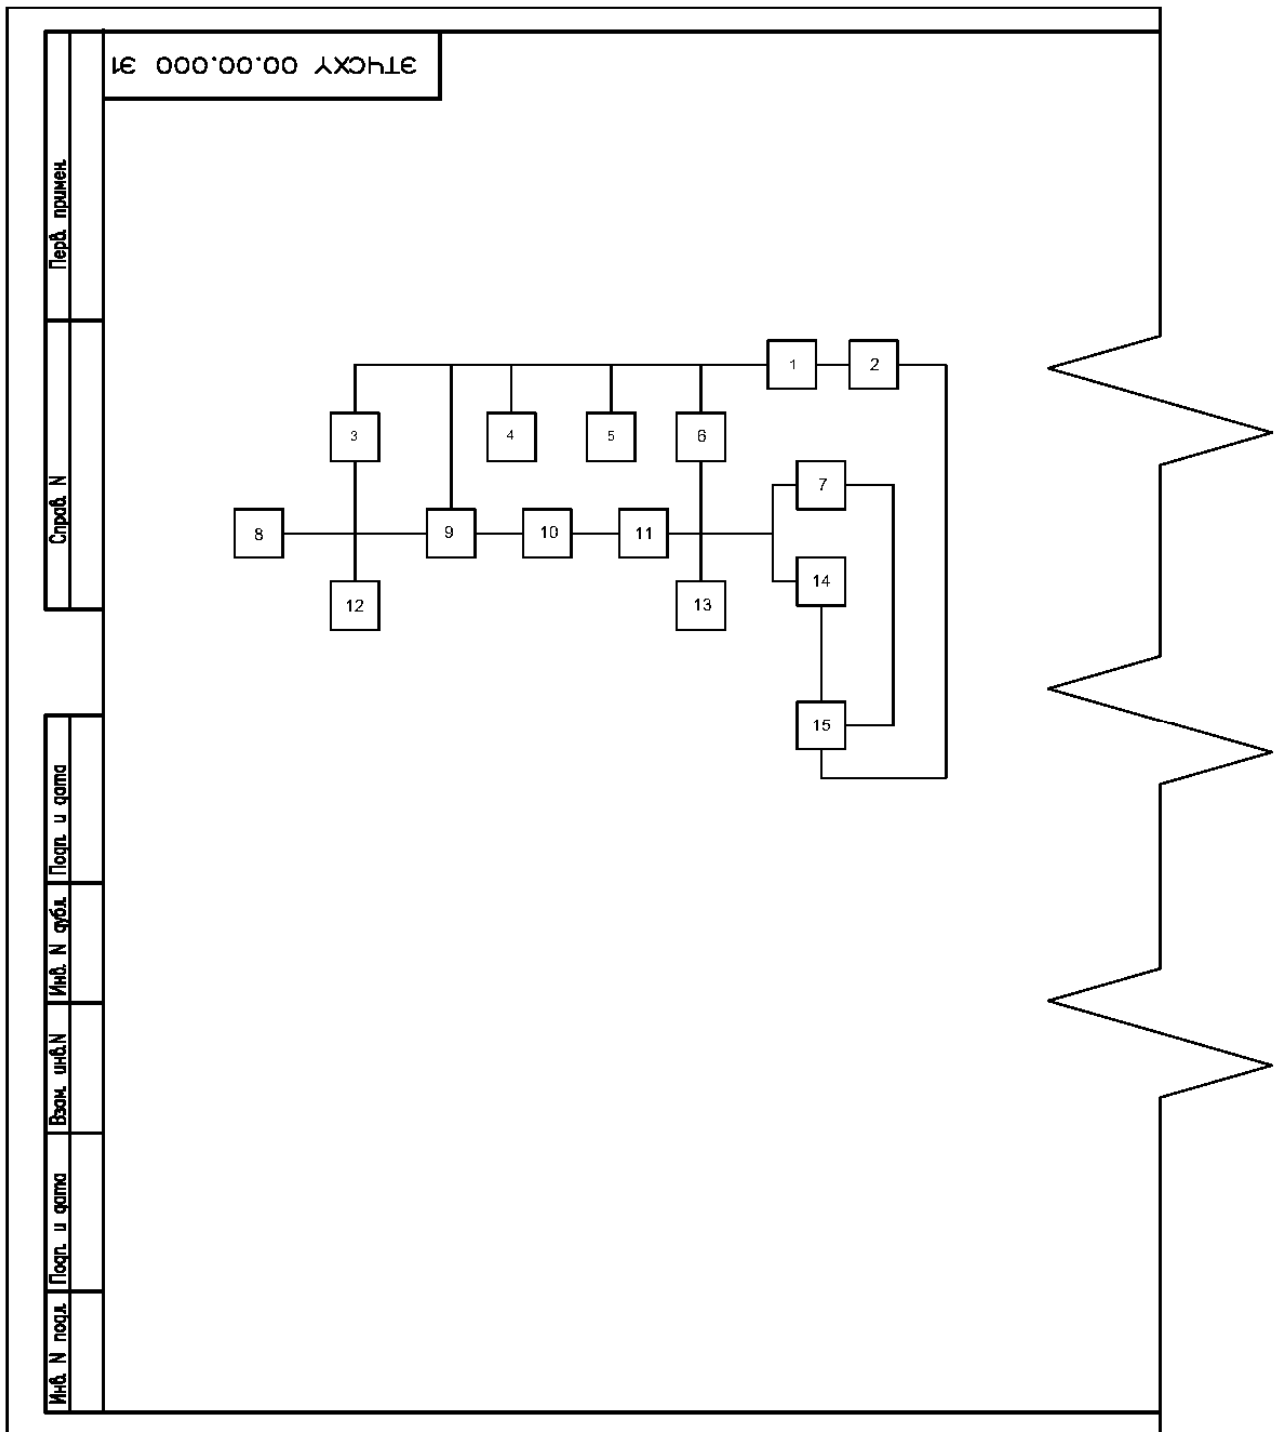 ЭТЧСХУ 00.00.000 Э1
Перв. примен.
Справ. N
Подп. и дата
Инв. N дубл.
Взам. инв.N
Подп. и дата
Инв. N подл.
1
2
3
4
5
6
7
8
9
10
11
14
12
13
15